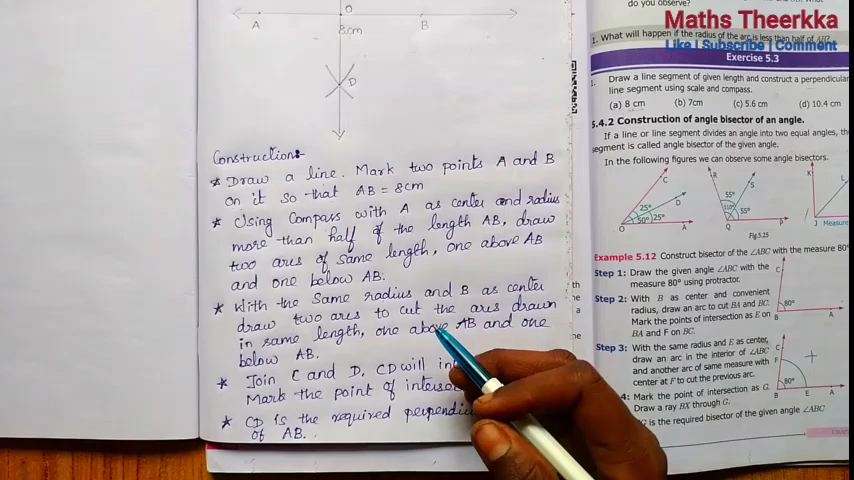 O
A
B
8cm
D
Construction:-
* Draw a line. Mark two points A and B
on it so that AB = 8cm
* Using Compass with A as center and radius
more than half of the length AB, draw
two arcs of same length, one above AB
and one below AB.
* With the Same radius and B as center
draw two arcs to cut the arcs drawn
in same length, one above AB and one
below AB.
* Join C and D. CD will
Mark the point of
* CD is the required
of AB.
do you observe?
Maths Theerkka
1. What will happen if the radius of the arc is less than half of AB?
Like | Subscribe | Comment
Exercise 5.3
1. Draw a line segment of given length and construct a perpendicular
line segment using scale and compass.
(a) 8 cm (b) 7cm (c) 5.6 cm (d) 10.4 cm
5.4.2 Construction of angle bisector of an angle.
If a line or line segment divides an angle into two equal angles, the
segment is called angle bisector of the given angle.
In the following figures we can observe some angle bisectors.
C
25°
D
50°
25°
O
A
R
55°
S
110°
55°
Q
P
K
L
J
Measure
Fig.5.25
Example 5.12 Construct bisector of the ∠ABC with the measure 80°
Step 1: Draw the given angle ∠ABC with the
measure 80° using protractor.
C
80°
B
A
Step 2: With B as center and convenient
radius, draw an arc to cut BA and BC.
Mark the points of intersection as E on
BA and F on BC.
Step 3: With the same radius and E as center,
draw an arc in the interior of ∠ABC
and another arc of same measure with
center at F to cut the previous arc.
C
F
80°
B
E
A
4: Mark the point of intersection as G.
Draw a ray BX through G.
is the required bisector of the given angle ∠ABC